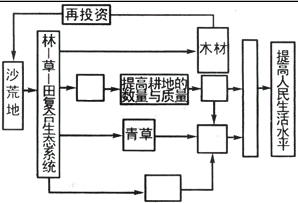 再投资
沙荒地
林—草—田复合生态系统
木材
提高耕地的
数量与质量
青草
提高人民生活水平